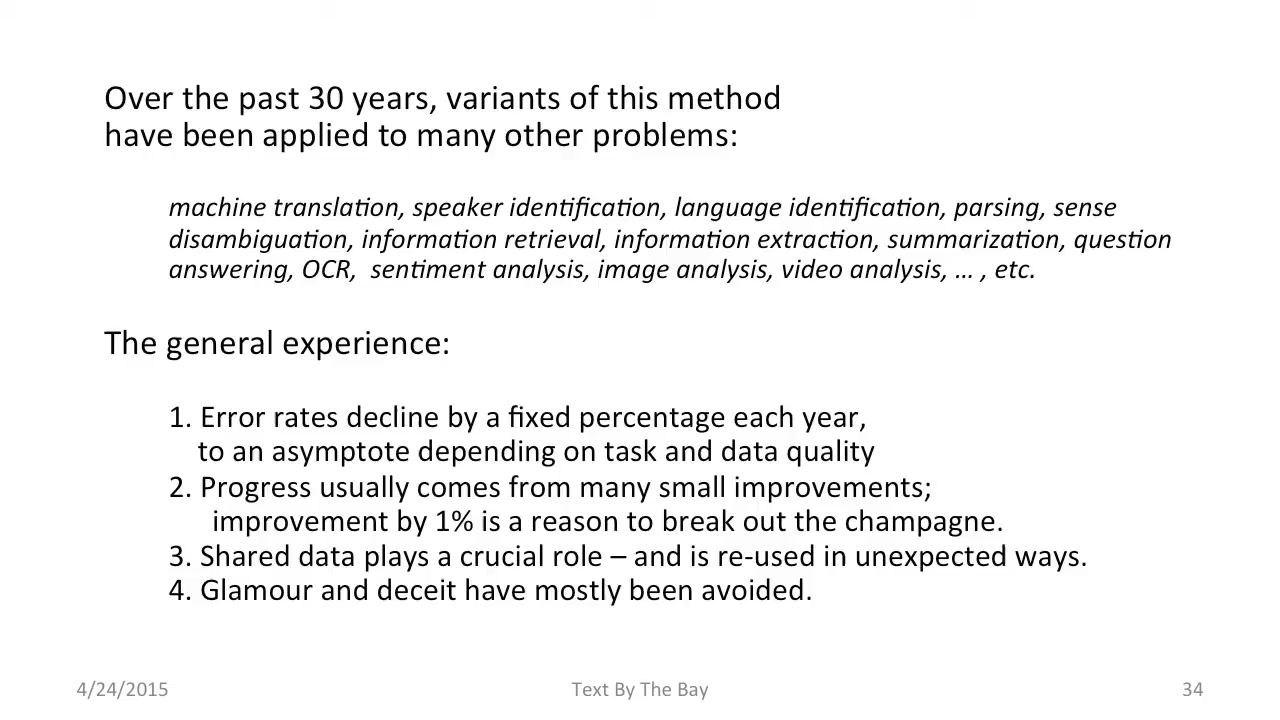 Over the past 30 years, variants of this method
have been applied to many other problems:
machine translation, speaker identification, language identification, parsing, sense
disambiguation, information retrieval, information extraction, summarization, question
answering, OCR,  sentiment analysis, image analysis, video analysis, … , etc.
The general experience:
1. Error rates decline by a fixed percentage each year,
to an asymptote depending on task and data quality
2. Progress usually comes from many small improvements;
improvement by 1% is a reason to break out the champagne.
3. Shared data plays a crucial role – and is re-used in unexpected ways.
4. Glamour and deceit have mostly been avoided.
4/24/2015 Text By The Bay 34